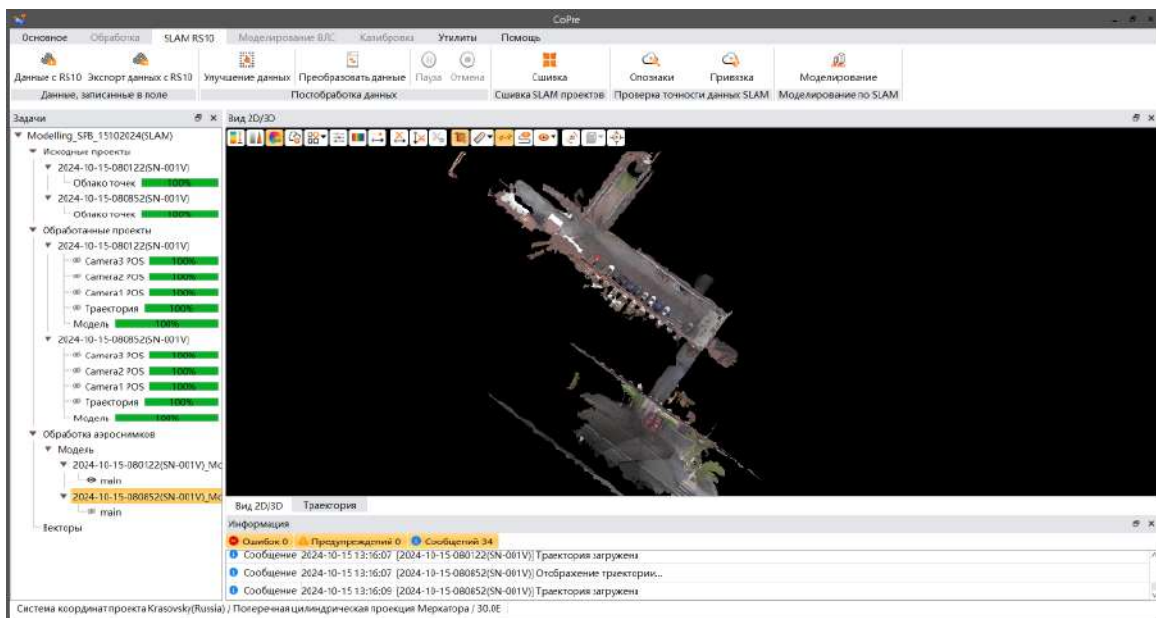 CoPre
Основное Обработка SLAM RS10 Моделирование ВЛС Калибровка Утилиты Помощь
Данные с RS10 Экспорт данных с RS10 Улучшение данных Преобразовать данные Пауза Отмена Сшивка Опознаки Привязка Моделирование
Данные, записанные в поле Постобработка данных Сшивка SLAM проектов Проверка точности данных SLAM Моделирование по SLAM
Задачи
Вид 2D/3D
Modelling_SPB_15102024(SLAM)
Исходные проекты
2024-10-15-080122(SN-001V)
Облако точек 100%
2024-10-15-080852(SN-001V)
Облако точек 100%
Обработанные проекты
2024-10-15-080122(SN-001V)
Camera3 POS 100%
Camera2 POS 100%
Camera1 POS 100%
Траектория 100%
Модель 100%
2024-10-15-080852(SN-001V)
Camera3 POS 100%
Camera2 POS 100%
Camera1 POS 100%
Траектория 100%
Модель 100%
Обработка аэроснимков
Модель
2024-10-15-080122(SN-001V)_Mo
main
2024-10-15-080852(SN-001V)_Mo
main
Векторы
Вид 2D/3D Траектория
Информация
Ошибок 0 Предупреждений 0 Сообщений 34
Сообщение 2024-10-15 13:16:07 [2024-10-15-080122(SN-001V)] Траектория загружена
Сообщение 2024-10-15 13:16:07 [2024-10-15-080852(SN-001V)] Отображение траектории...
Сообщение 2024-10-15 13:16:09 [2024-10-15-080852(SN-001V)] Траектория загружена
Система координат проекта Krasovsky(Russia) / Поперечная цилиндрическая проекция Меркатора / 30.0E